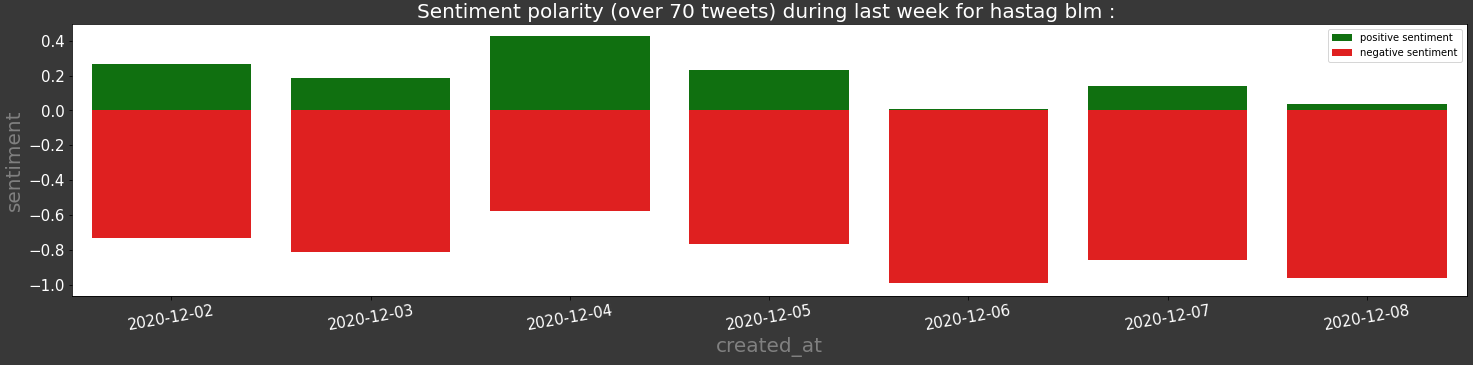 Sentiment polarity (over 70 tweets) during last week for hastag blm :
positive sentiment
negative sentiment
0.4
0.2
0.0
−0.2
−0.4
−0.6
−0.8
−1.0
sentiment
2020-12-02 2020-12-03 2020-12-04 2020-12-05 2020-12-06 2020-12-07 2020-12-08
created_at